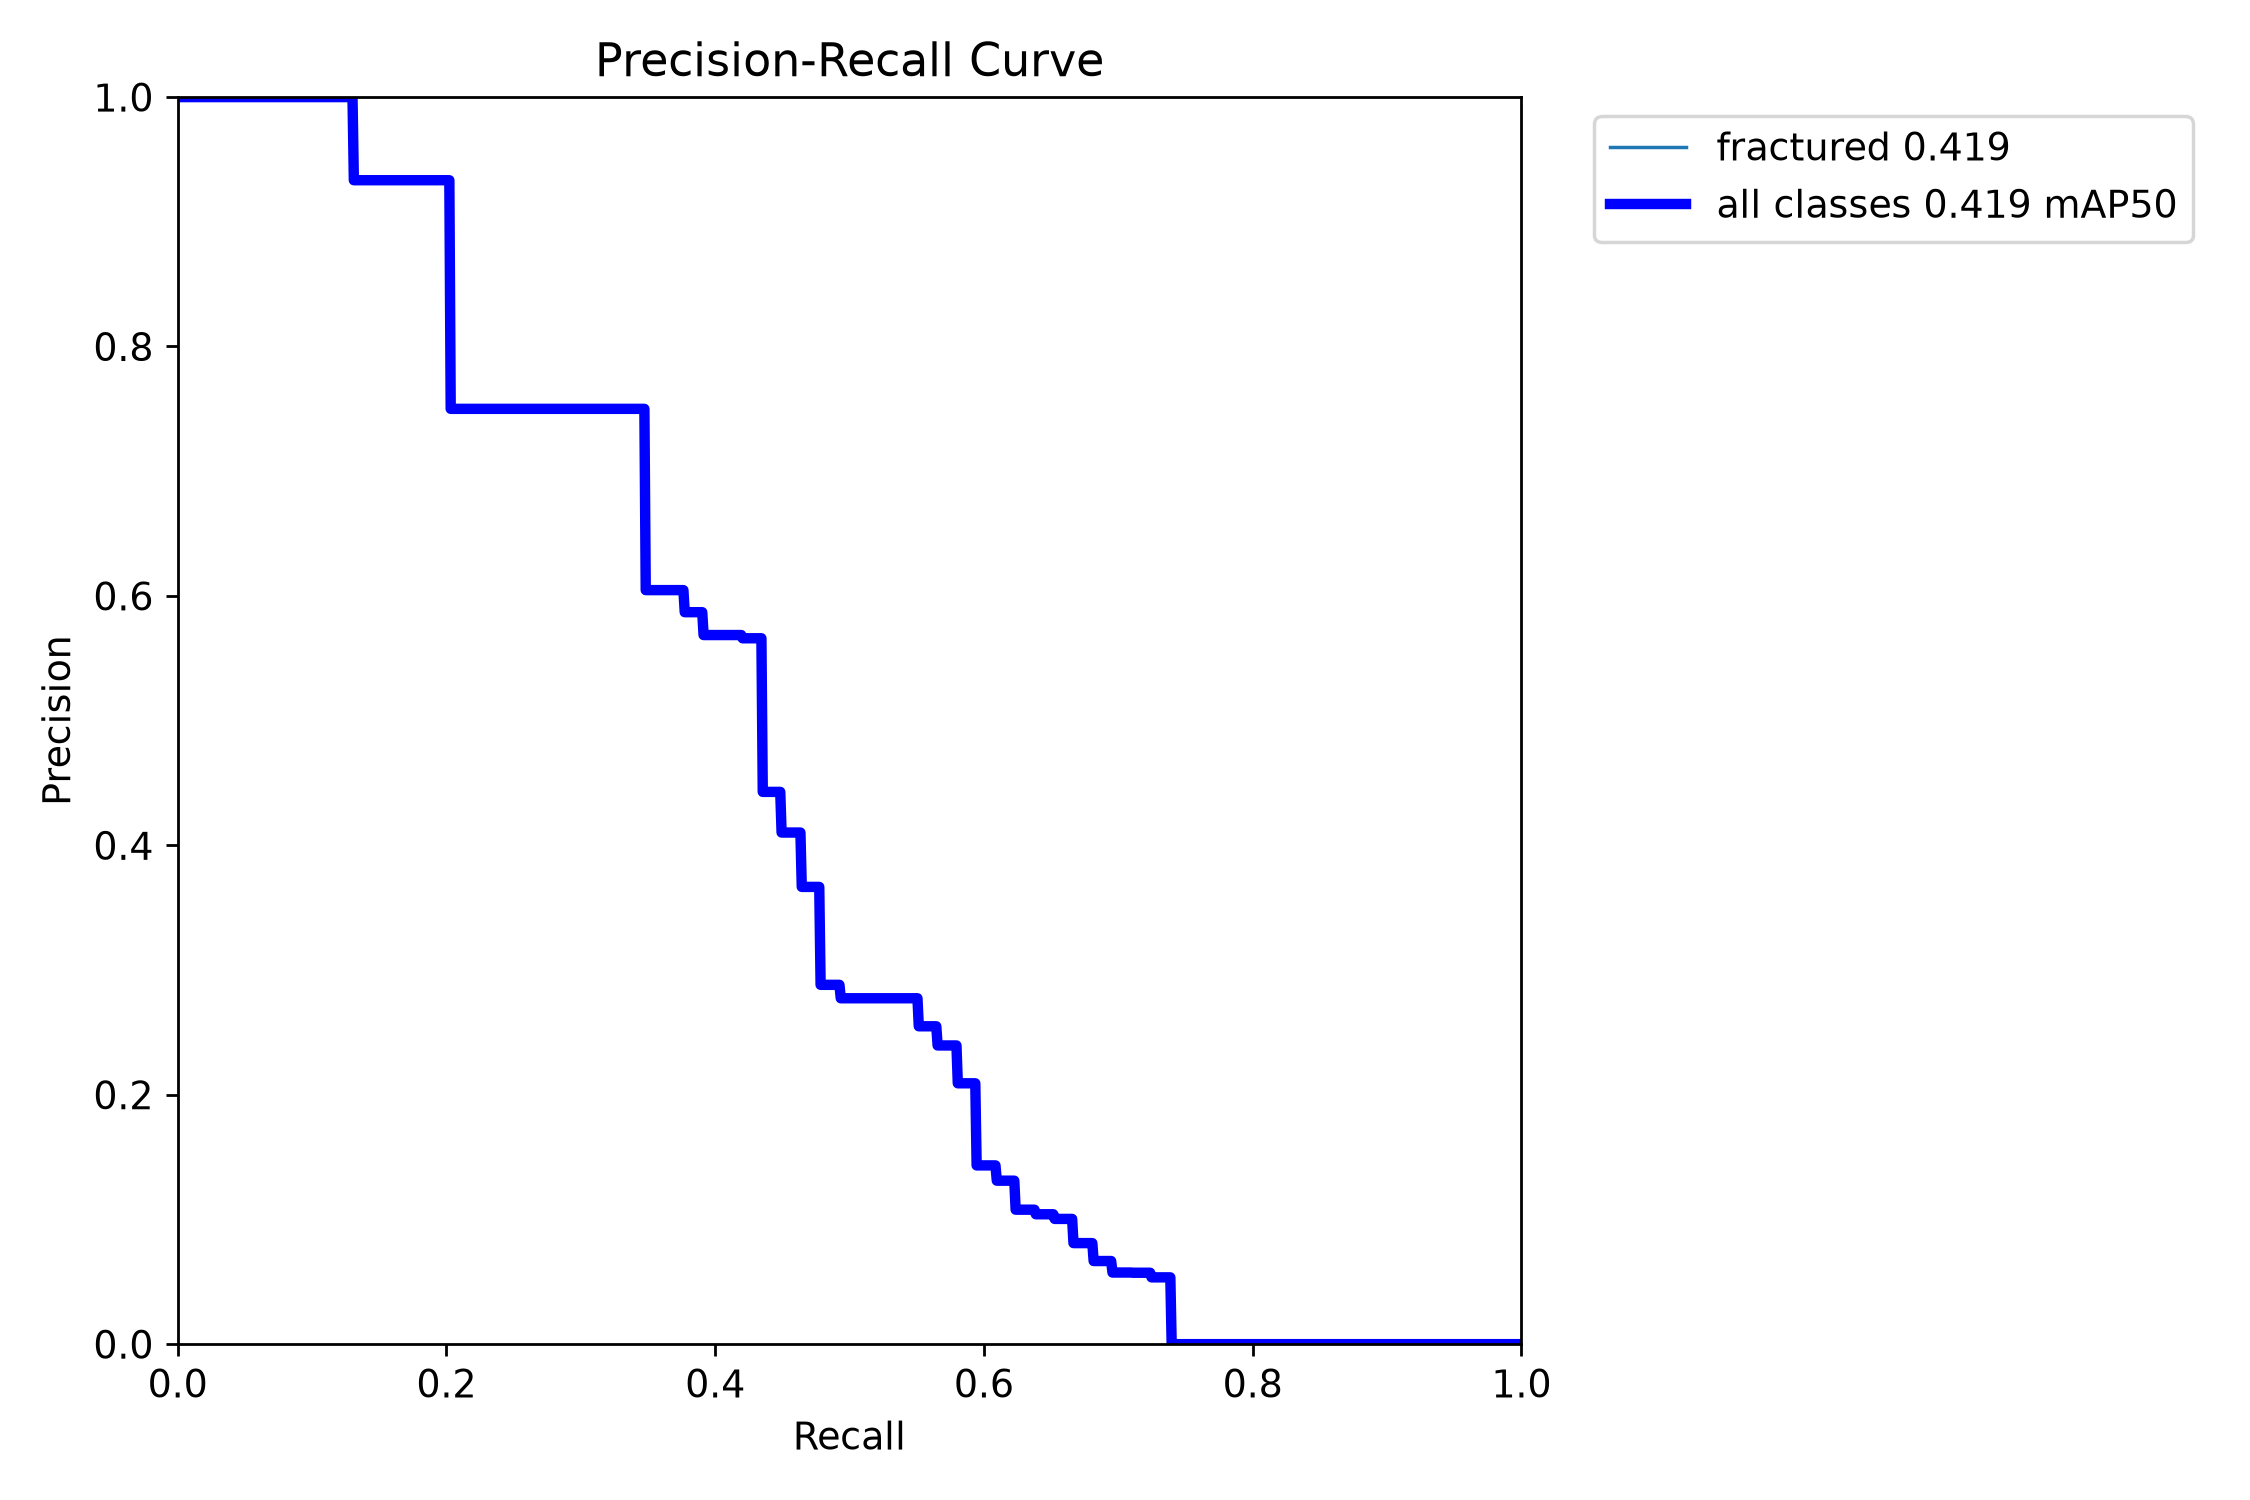 Precision-Recall Curve
fractured 0.419
all classes 0.419 mAP50
Precision
1.0
0.8
0.6
0.4
0.2
0.0
0.0 0.2 0.4 0.6 0.8 1.0
Recall